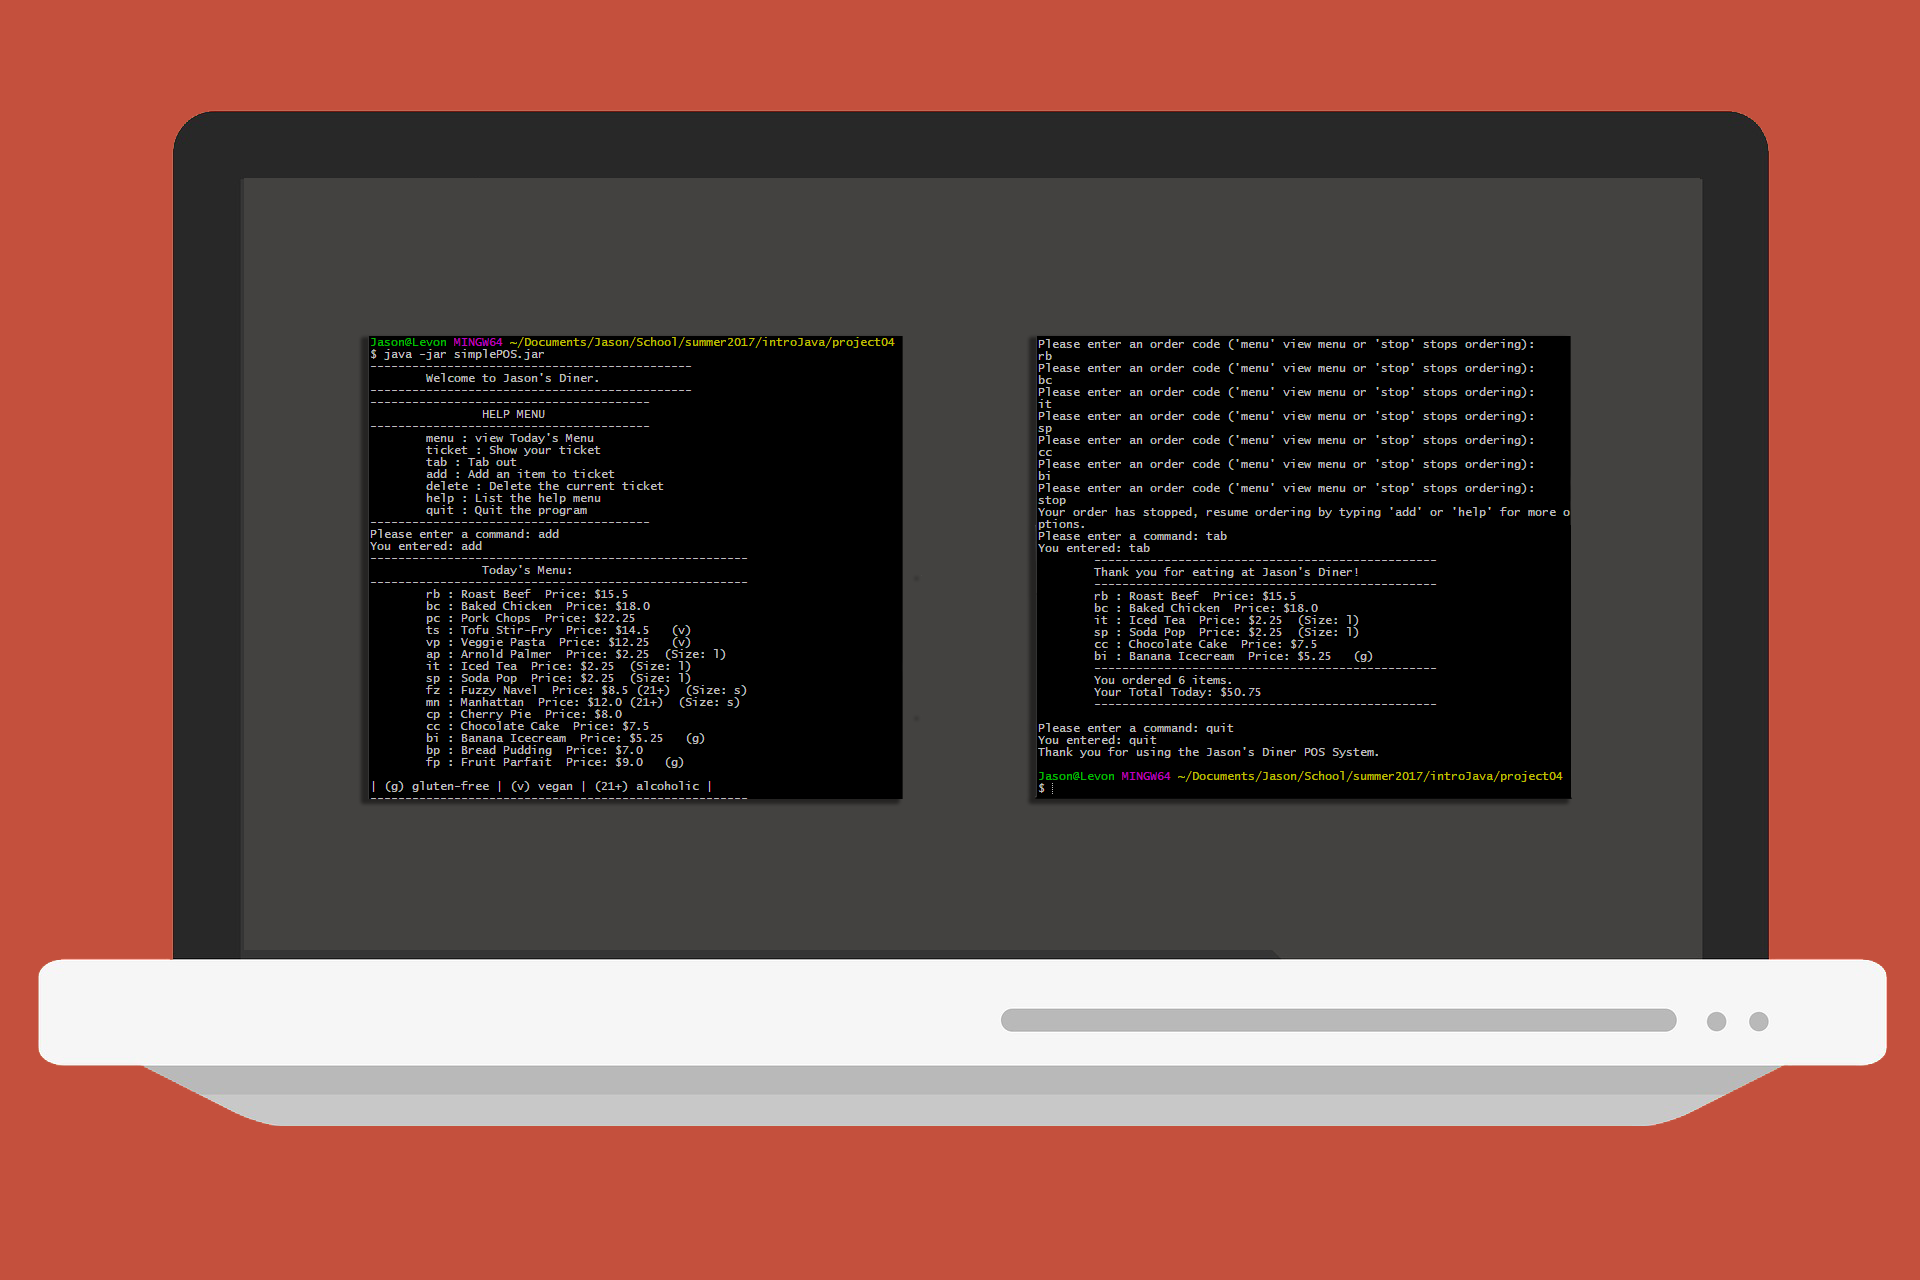 Jason@Levon MINGW64 ~/Documents/Jason/School/summer2017/introJava/project04
$ java -jar simplePOS.jar
----------------------------------------------
Welcome to Jason's Diner.
----------------------------------------------
----------------------------------------
HELP MENU
----------------------------------------
menu : view Today's Menu
ticket : Show your ticket
tab : Tab out
add : Add an item to ticket
delete : Delete the current ticket
help : List the help menu
quit : Quit the program
----------------------------------------
Please enter a command: add
You entered: add
------------------------------------------------------
Today's Menu:
------------------------------------------------------
rb : Roast Beef  Price: $15.5
bc : Baked Chicken  Price: $18.0
pc : Pork Chops  Price: $22.25
ts : Tofu Stir-Fry  Price: $14.5   (v)
vp : Veggie Pasta  Price: $12.25   (v)
ap : Arnold Palmer  Price: $2.25  (Size: l)
it : Iced Tea  Price: $2.25  (Size: l)
sp : Soda Pop  Price: $2.25  (Size: l)
fz : Fuzzy Navel  Price: $8.5 (21+)  (Size: s)
mn : Manhattan  Price: $12.0 (21+)  (Size: s)
cp : Cherry Pie  Price: $8.0
cc : Chocolate Cake  Price: $7.5
bi : Banana Icecream  Price: $5.25   (g)
bp : Bread Pudding  Price: $7.0
fp : Fruit Parfait  Price: $9.0   (g)
| (g) gluten-free | (v) vegan | (21+) alcoholic |
------------------------------------------------------
Please enter an order code ('menu' view menu or 'stop' stops ordering):
rb
Please enter an order code ('menu' view menu or 'stop' stops ordering):
bc
Please enter an order code ('menu' view menu or 'stop' stops ordering):
it
Please enter an order code ('menu' view menu or 'stop' stops ordering):
sp
Please enter an order code ('menu' view menu or 'stop' stops ordering):
cc
Please enter an order code ('menu' view menu or 'stop' stops ordering):
bi
Please enter an order code ('menu' view menu or 'stop' stops ordering):
stop
Your order has stopped, resume ordering by typing 'add' or 'help' for more o
ptions.
Please enter a command: tab
You entered: tab
-------------------------------------------------
Thank you for eating at Jason's Diner!
-------------------------------------------------
rb : Roast Beef  Price: $15.5
bc : Baked Chicken  Price: $18.0
it : Iced Tea  Price: $2.25  (Size: l)
sp : Soda Pop  Price: $2.25  (Size: l)
cc : Chocolate Cake  Price: $7.5
bi : Banana Icecream  Price: $5.25   (g)
-------------------------------------------------
You ordered 6 items.
Your Total Today: $50.75
-------------------------------------------------
Please enter a command: quit
You entered: quit
Thank you for using the Jason's Diner POS System.
Jason@Levon MINGW64 ~/Documents/Jason/School/summer2017/introJava/project04
$